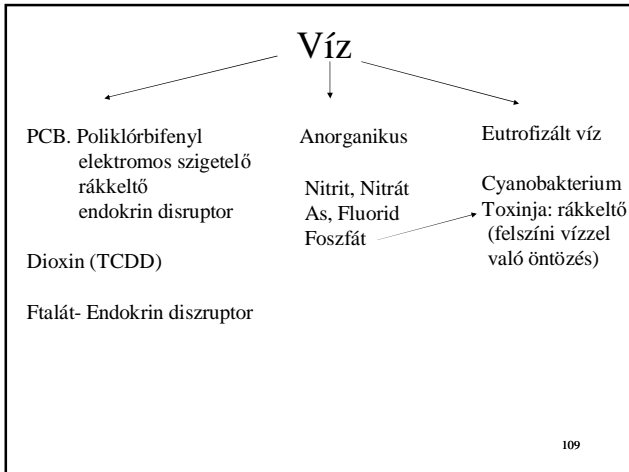 Víz
PCB. Poliklórbifenyl
elektromos szigetelő
rákkeltő
endokrin disruptor
Dioxin (TCDD)
Ftalát- Endokrin diszruptor
Anorganikus
Nitrit, Nitrát
As, Fluorid
Foszfát
Eutrofizált víz
Cyanobakterium
Toxinja: rákkeltő
(felszíni vízzel
való öntözés)
109